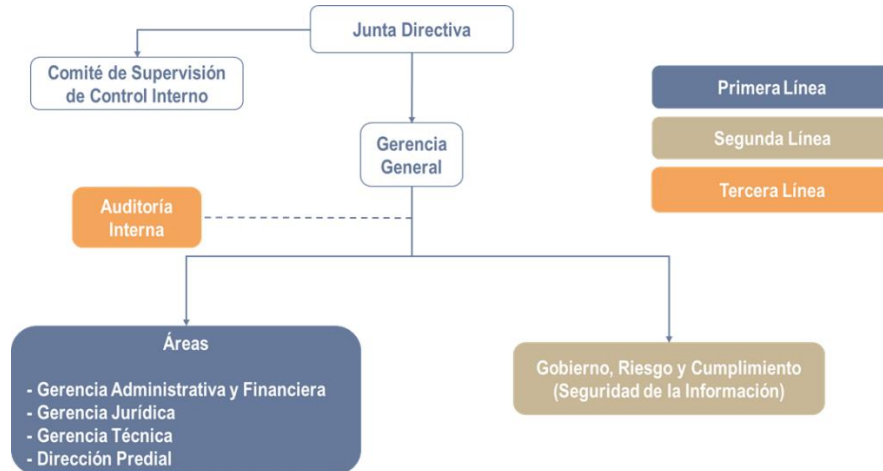 Junta Directiva
Comité de Supervisión
de Control Interno
Primera Línea
Gerencia
General
Segunda Línea
Auditoría
Interna
Tercera Línea
Áreas
- Gerencia Administrativa y Financiera
- Gerencia Jurídica
- Gerencia Técnica
- Dirección Predial
Gobierno, Riesgo y Cumplimiento
(Seguridad de la Información)